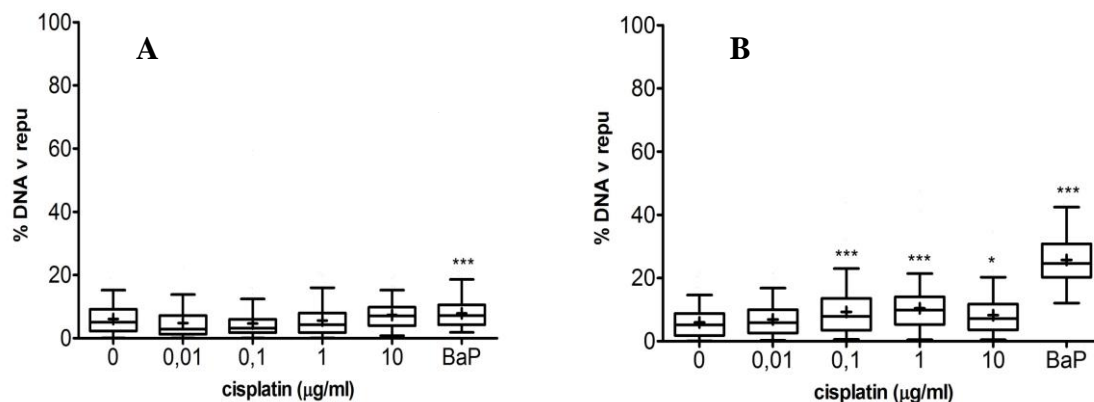 A
100
80
60
40
20
0
% DNA v repu
***
0 0,01 0,1 1 10 BaP
cisplatin (µg/ml)
B
100
80
60
40
20
0
% DNA v repu
*** *** * ***
0 0,01 0,1 1 10 BaP
cisplatin (µg/ml)